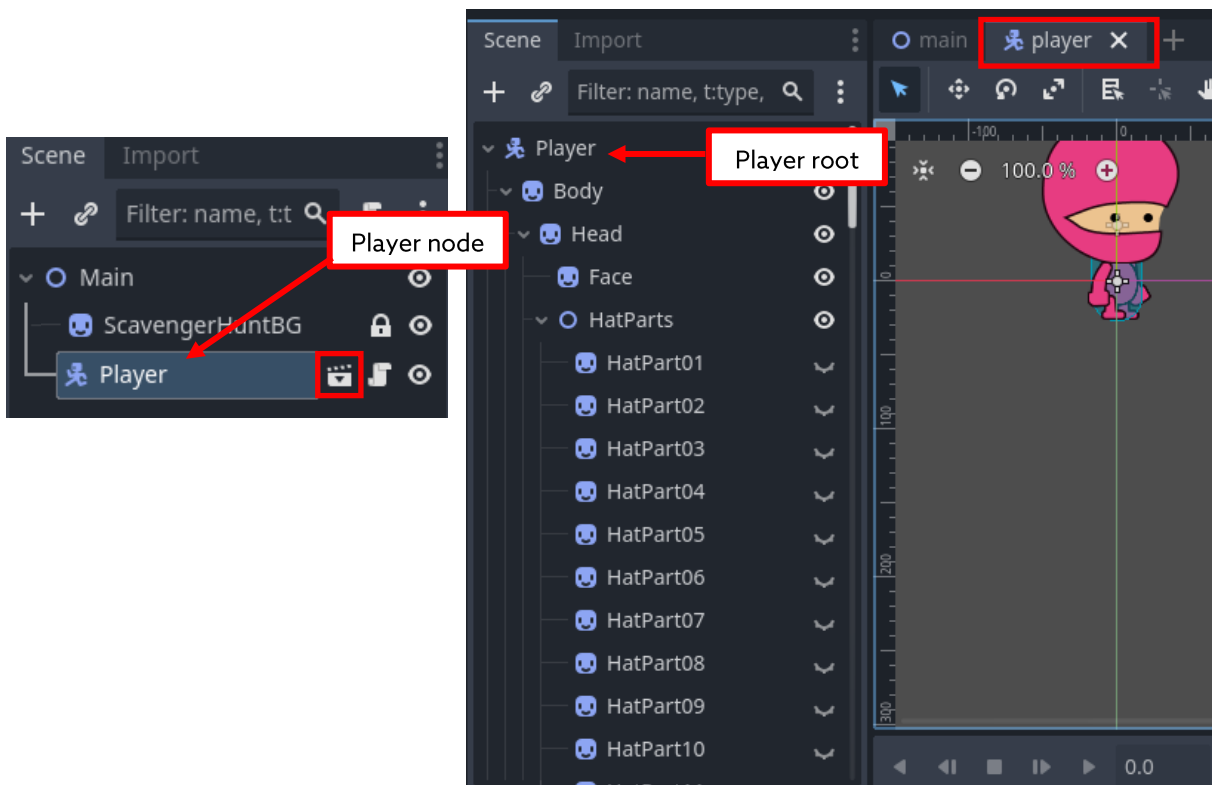 Scene Import
Filter: name, t:t
Player node
Main
ScavengerHuntBG
Player
Scene Import
Filter: name, t:type,
Player
Player root
Body
Head
Face
HatParts
HatPart01
HatPart02
HatPart03
HatPart04
HatPart05
HatPart06
HatPart07
HatPart08
HatPart09
HatPart10
main player
-100 0
100.0 %
0
100
200
300
0.0